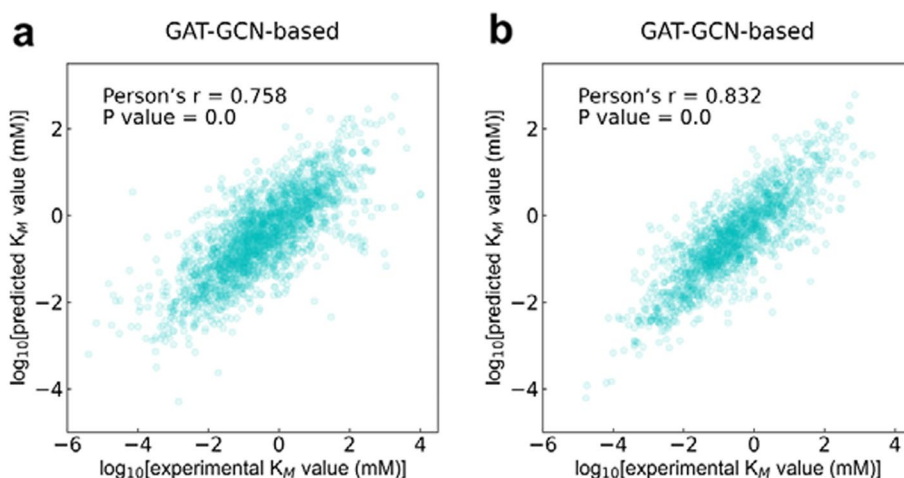 a
GAT-GCN-based
Person's r = 0.758
P value = 0.0
log10[predicted KM value (mM)]
2
0
−2
−4
−6
−4
−2
0
2
4
log10[experimental KM value (mM)]
b
GAT-GCN-based
Person's r = 0.832
P value = 0.0
log10[predicted KM value (mM)]
2
0
−2
−4
−6
−4
−2
0
2
4
log10[experimental KM value (mM)]